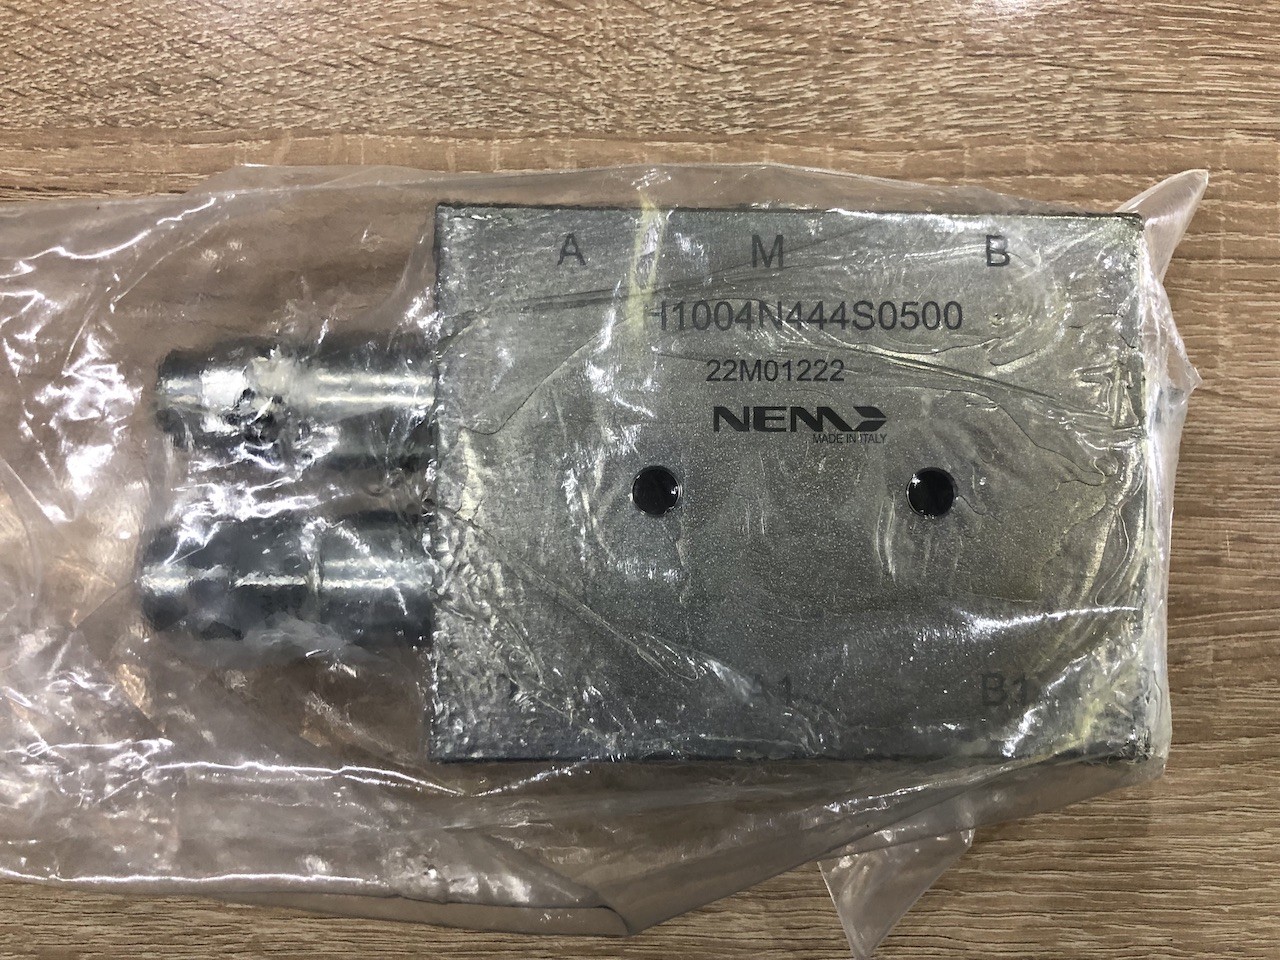 A M B
H1004N444S0500
22M01222
NEM
MADE IN ITALY
A1 B1